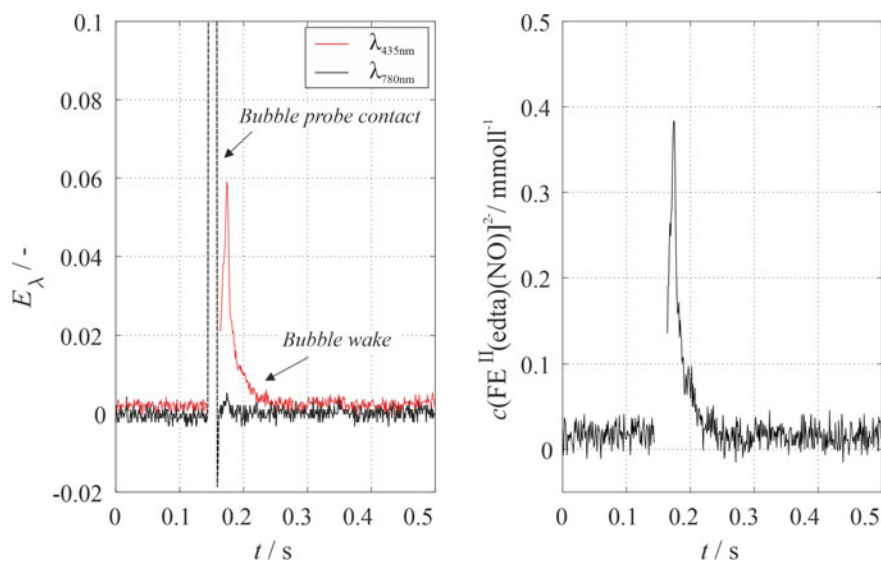 λ435nm
λ780nm
Bubble probe contact
Bubble wake
0.1
0.08
0.06
0.04
0.02
0
-0.02
Eλ / -
0 0.1 0.2 0.3 0.4 0.5
t / s
0.5
0.4
0.3
0.2
0.1
0
c(FE II(edta)(NO)]2-/ mmoll-1
0 0.1 0.2 0.3 0.4 0.5
t / s